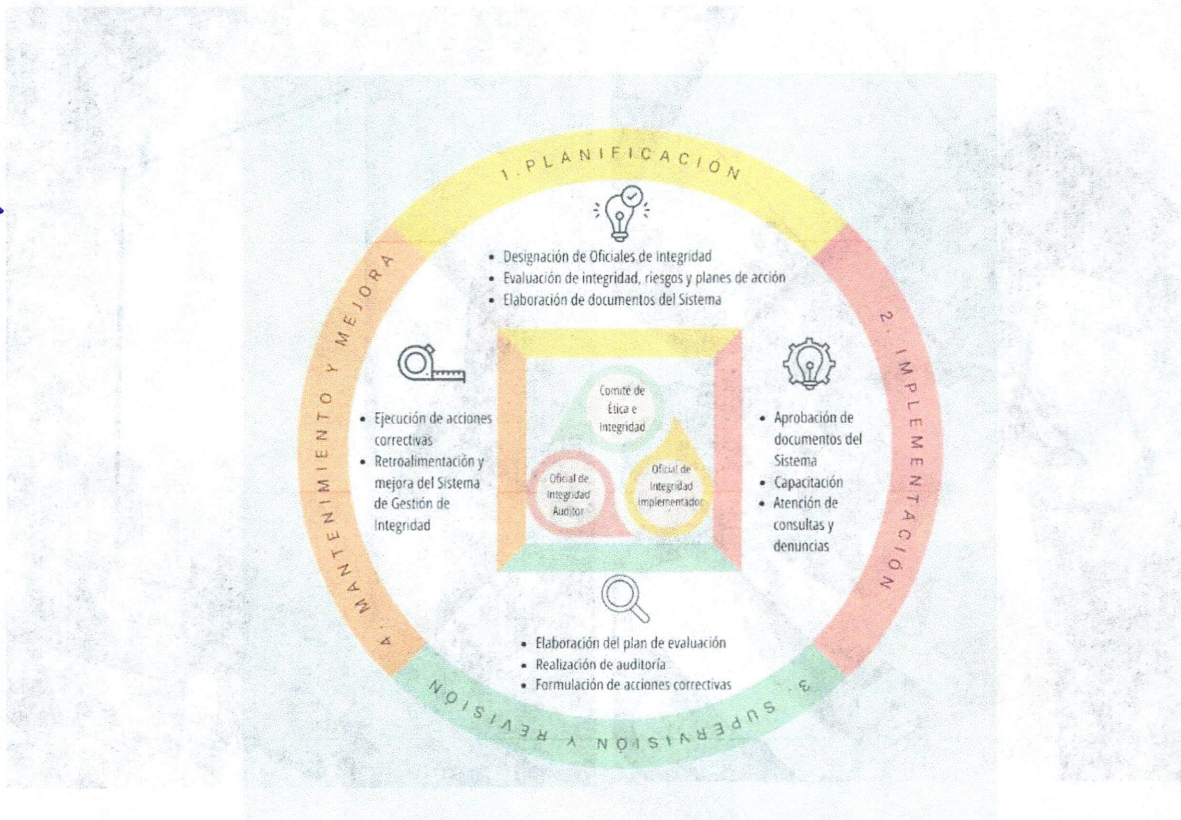 1. PLANIFICACIÓN
• Designación de Oficiales de Integridad
• Evaluación de integridad, riesgos y planes de acción
• Elaboración de documentos del Sistema
2. IMPLEMENTACIÓN
• Aprobación de
documentos del
Sistema
• Capacitación
• Atención de
consultas y
denuncias
3. SUPERVISIÓN Y REVISIÓN
• Elaboración del plan de evaluación
• Realización de auditoría
• Formulación de acciones correctivas
4. MANTENIMIENTO Y MEJORA
• Ejecución de acciones
correctivas
• Retroalimentación y
mejora del Sistema
de Gestión de
Integridad
Comité de
Ética e
Integridad
Oficial de
Integridad
Auditor
Oficial de
Integridad
implementador